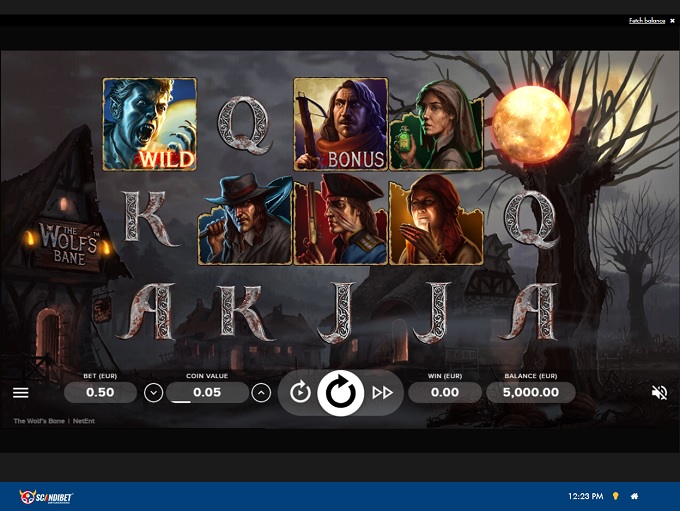 Fetch balance ×
WILD
Q
BONUS
K
Q
THE
WOLF'S
BANE
A K J J A
BET (EUR) COIN VALUE WIN (EUR) BALANCE (EUR)
0.50 0.05 0.00 5,000.00
The Wolf's Bane | NetEnt
SCANDIBET 12:23 PM